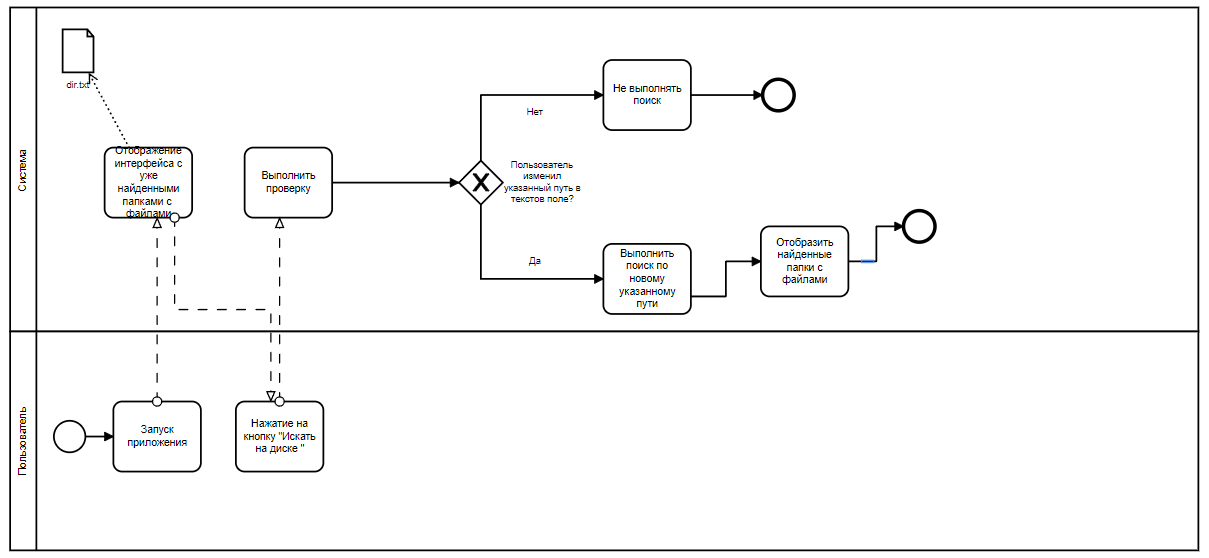 Система
dir.txt
Отображение
интерфейса с
уже
найденными
папками с
файлами
Выполнить
проверку
Нет
Не выполнять
поиск
Пользователь
изменил
указанный путь в
текстов поле?
Да
Выполнить
поиск по
новому
указанному
пути
Отобразить
найденные
папки с
файлами
Пользователь
Запуск
приложения
Нажатие на
кнопку "Искать
на диске "